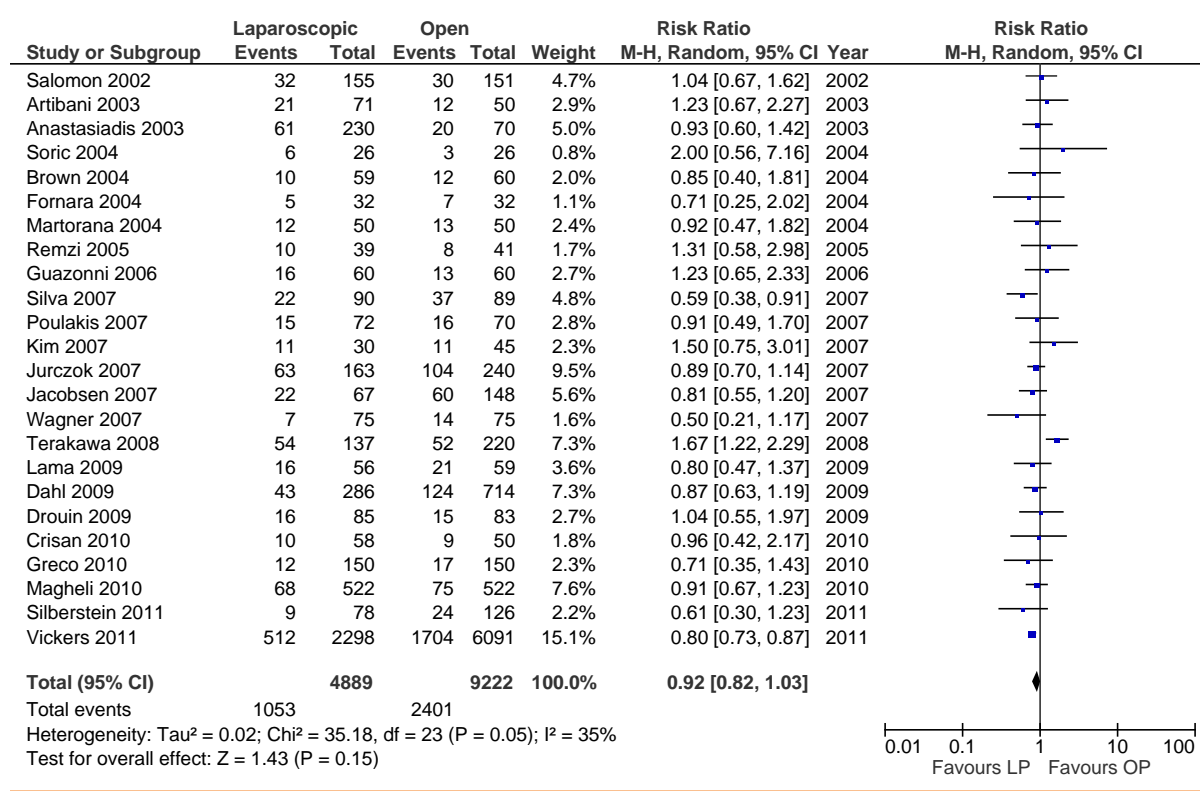 Laparoscopic Open Risk Ratio Risk Ratio
Study or Subgroup Events Total Events Total Weight M-H, Random, 95% CI Year M-H, Random, 95% CI
Salomon 2002 32 155 30 151 4.7% 1.04 [0.67, 1.62] 2002
Artibani 2003 21 71 12 50 2.9% 1.23 [0.67, 2.27] 2003
Anastasiadis 2003 61 230 20 70 5.0% 0.93 [0.60, 1.42] 2003
Soric 2004 6 26 3 26 0.8% 2.00 [0.56, 7.16] 2004
Brown 2004 10 59 12 60 2.0% 0.85 [0.40, 1.81] 2004
Fornara 2004 5 32 7 32 1.1% 0.71 [0.25, 2.02] 2004
Martorana 2004 12 50 13 50 2.4% 0.92 [0.47, 1.82] 2004
Remzi 2005 10 39 8 41 1.7% 1.31 [0.58, 2.98] 2005
Guazonni 2006 16 60 13 60 2.7% 1.23 [0.65, 2.33] 2006
Silva 2007 22 90 37 89 4.8% 0.59 [0.38, 0.91] 2007
Poulakis 2007 15 72 16 70 2.8% 0.91 [0.49, 1.70] 2007
Kim 2007 11 30 11 45 2.3% 1.50 [0.75, 3.01] 2007
Jurczok 2007 63 163 104 240 9.5% 0.89 [0.70, 1.14] 2007
Jacobsen 2007 22 67 60 148 5.6% 0.81 [0.55, 1.20] 2007
Wagner 2007 7 75 14 75 1.6% 0.50 [0.21, 1.17] 2007
Terakawa 2008 54 137 52 220 7.3% 1.67 [1.22, 2.29] 2008
Lama 2009 16 56 21 59 3.6% 0.80 [0.47, 1.37] 2009
Dahl 2009 43 286 124 714 7.3% 0.87 [0.63, 1.19] 2009
Drouin 2009 16 85 15 83 2.7% 1.04 [0.55, 1.97] 2009
Crisan 2010 10 58 9 50 1.8% 0.96 [0.42, 2.17] 2010
Greco 2010 12 150 17 150 2.3% 0.71 [0.35, 1.43] 2010
Magheli 2010 68 522 75 522 7.6% 0.91 [0.67, 1.23] 2010
Silberstein 2011 9 78 24 126 2.2% 0.61 [0.30, 1.23] 2011
Vickers 2011 512 2298 1704 6091 15.1% 0.80 [0.73, 0.87] 2011
Total (95% CI) 4889 9222 100.0% 0.92 [0.82, 1.03]
Total events 1053 2401
Heterogeneity: Tau² = 0.02; Chi² = 35.18, df = 23 (P = 0.05); I² = 35%
Test for overall effect: Z = 1.43 (P = 0.15)
0.01 0.1 1 10 100
Favours LP Favours OP